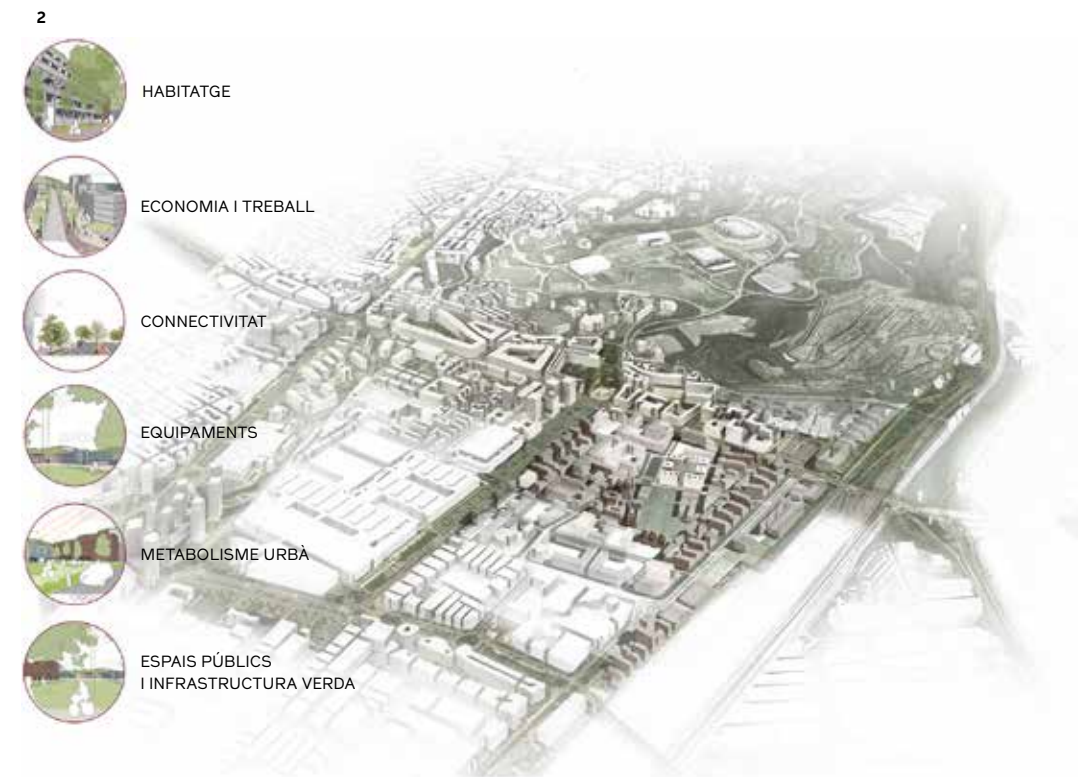 2
HABITATGE
ECONOMIA I TREBALL
CONNECTIVITAT
EQUIPAMENTS
METABOLISME URBÀ
ESPAIS PÚBLICS
I INFRASTRUCTURA VERDA